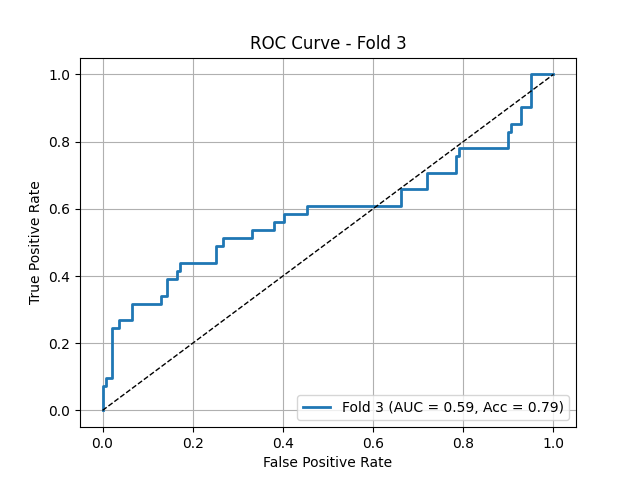 ROC Curve - Fold 3
True Positive Rate
1.0
0.8
0.6
0.4
0.2
0.0
Fold 3 (AUC = 0.59, Acc = 0.79)
0.0 0.2 0.4 0.6 0.8 1.0
False Positive Rate